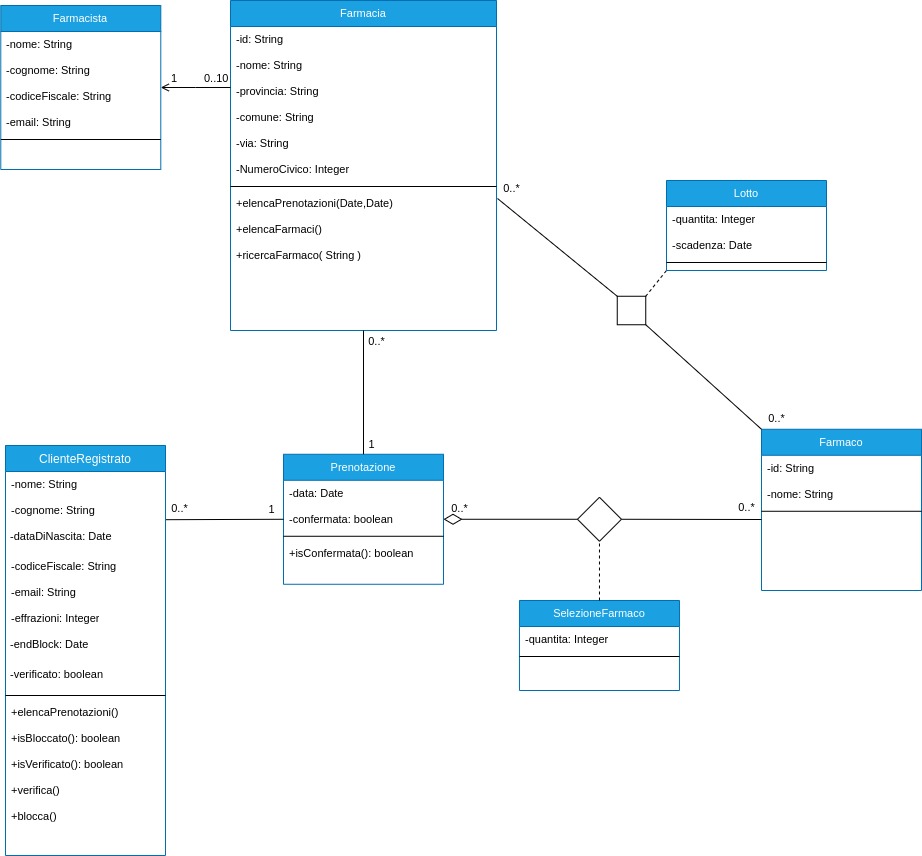 Farmacista
-nome: String
-cognome: String
-codiceFiscale: String
-email: String
1
0..10
Farmacia
-id: String
-nome: String
-provincia: String
-comune: String
-via: String
-NumeroCivico: Integer
+elencaPrenotazioni(Date,Date)
+elencaFarmaci()
+ricercaFarmaco( String )
0..*
Lotto
-quantita: Integer
-scadenza: Date
0..*
1
0..*
Farmaco
-id: String
-nome: String
ClienteRegistrato
-nome: String
-cognome: String
-dataDiNascita: Date
-codiceFiscale: String
-email: String
-effrazioni: Integer
-endBlock: Date
-verificato: boolean
+elencaPrenotazioni()
+isBloccato(): boolean
+isVerificato(): boolean
+verifica()
+blocca()
0..*
1
Prenotazione
-data: Date
-confermata: boolean
+isConfermata(): boolean
0..*
0..*
SelezioneFarmaco
-quantita: Integer